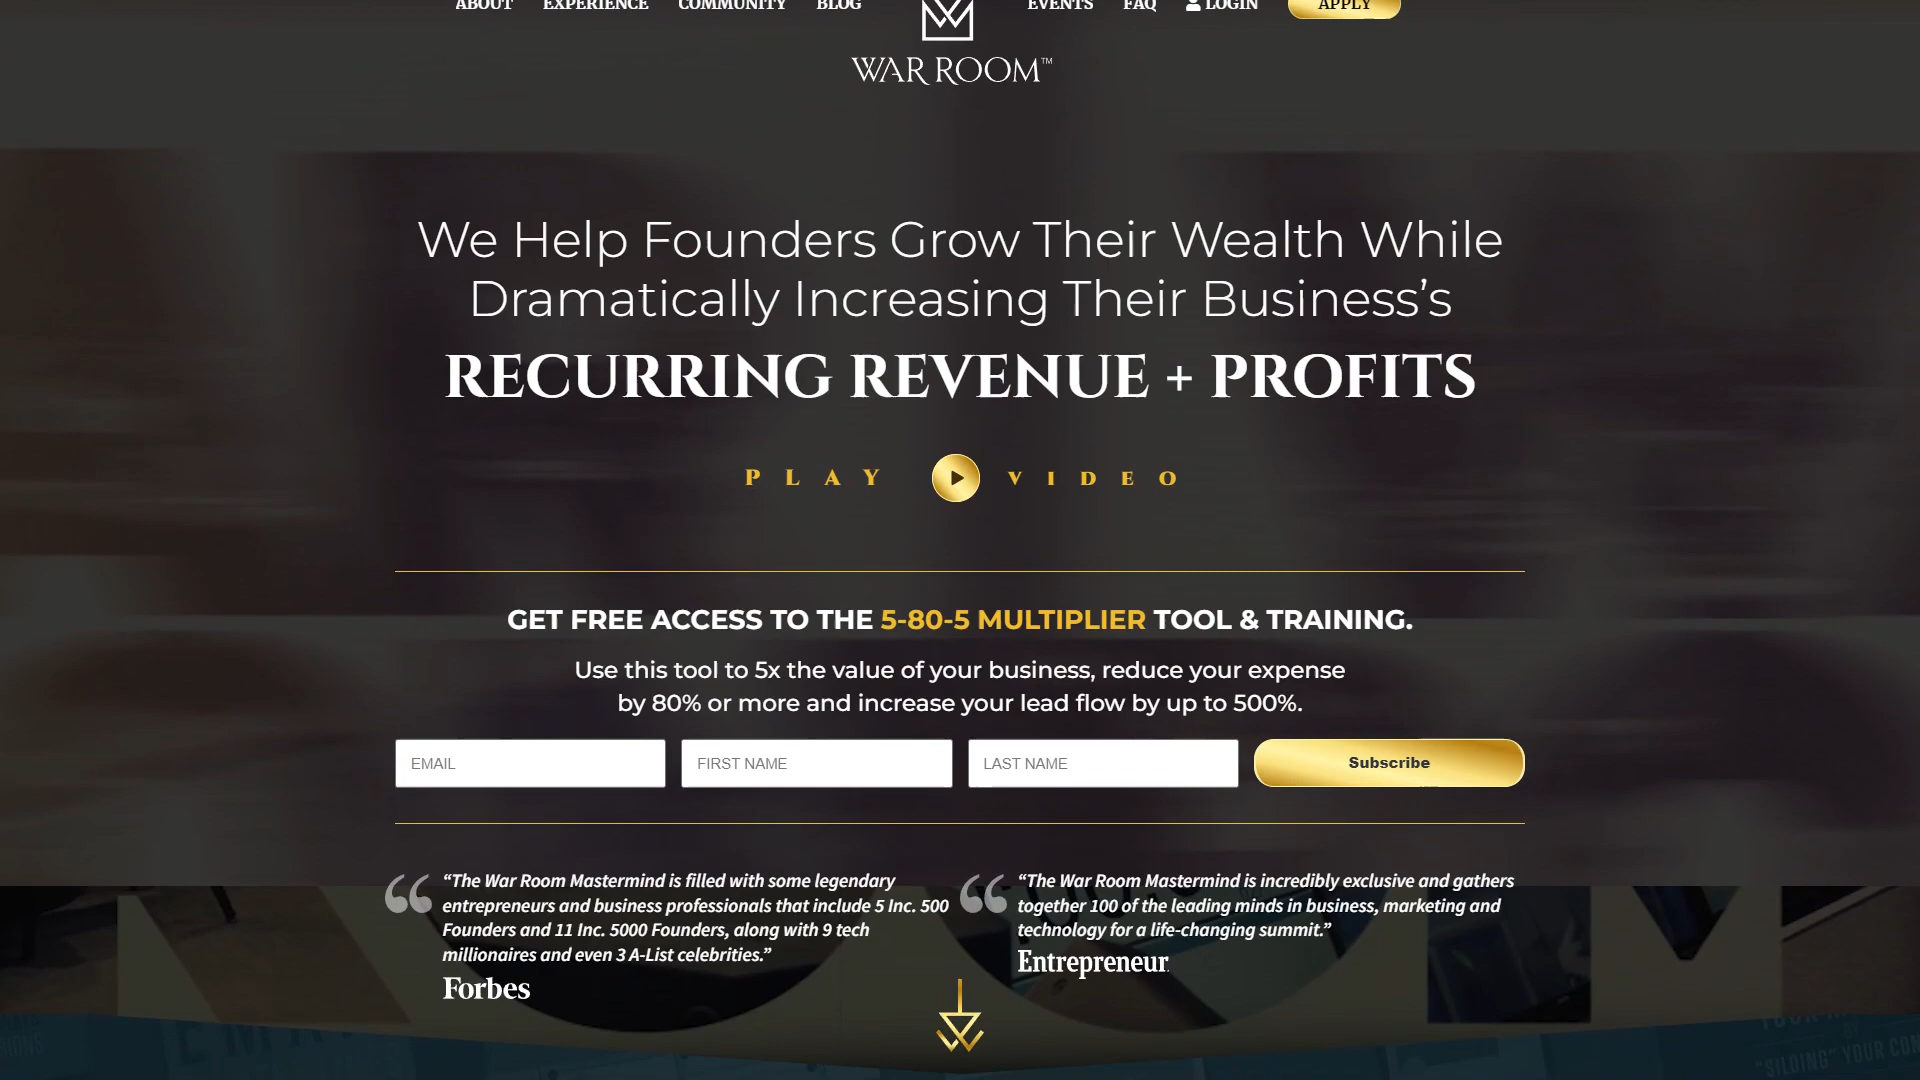 ABOUT EXPERIENCE COMMUNITY BLOG EVENTS FAQ LOGIN APPLY
WAR ROOM™
We Help Founders Grow Their Wealth While
Dramatically Increasing Their Business’s
RECURRING REVENUE + PROFITS
PLAY VIDEO
GET FREE ACCESS TO THE 5-80-5 MULTIPLIER TOOL & TRAINING.
Use this tool to 5x the value of your business, reduce your expense
by 80% or more and increase your lead flow by up to 500%.
EMAIL FIRST NAME LAST NAME Subscribe
“The War Room Mastermind is filled with some legendary
entrepreneurs and business professionals that include 5 Inc. 500
Founders and 11 Inc. 5000 Founders, along with 9 tech
millionaires and even 3 A-List celebrities.”
Forbes
“The War Room Mastermind is incredibly exclusive and gathers
together 100 of the leading minds in business, marketing and
technology for a life-changing summit.”
Entrepreneur
"SILOING" YOUR